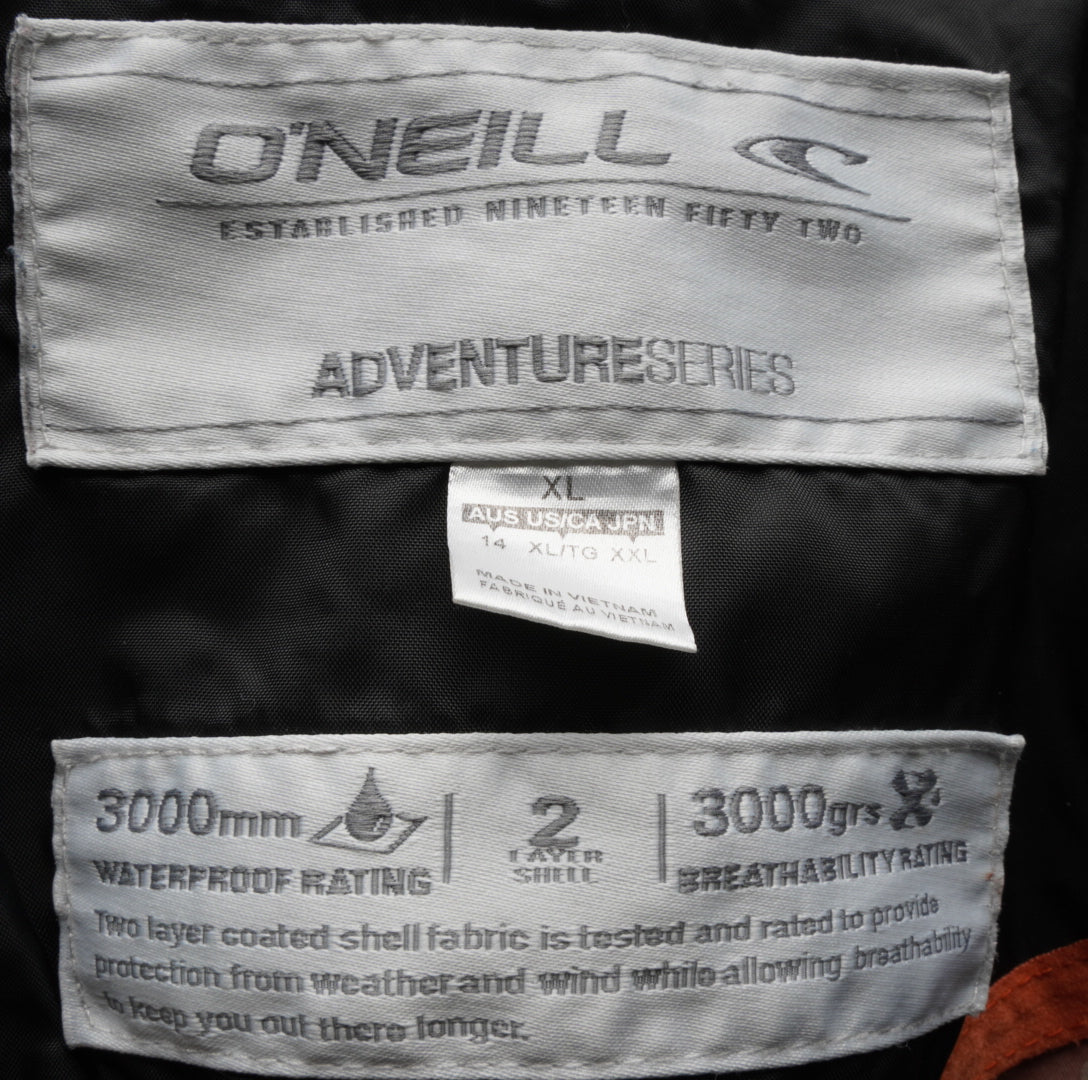 O'NEILL
ESTABLISHED NINETEEN FIFTY TWO
ADVENTURESERIES
XL
AUS US/CA JPN
14 XL/TG XXL
MADE IN VIETNAM
FABRIQUÉ AU VIETNAM
3000mm
WATERPROOF RATING
2
LAYER
SHELL
3000grs
BREATHABILITY RATING
Two layer coated shell fabric is tested and rated to provide
protection from weather and wind while allowing breathability
to keep you out there longer.